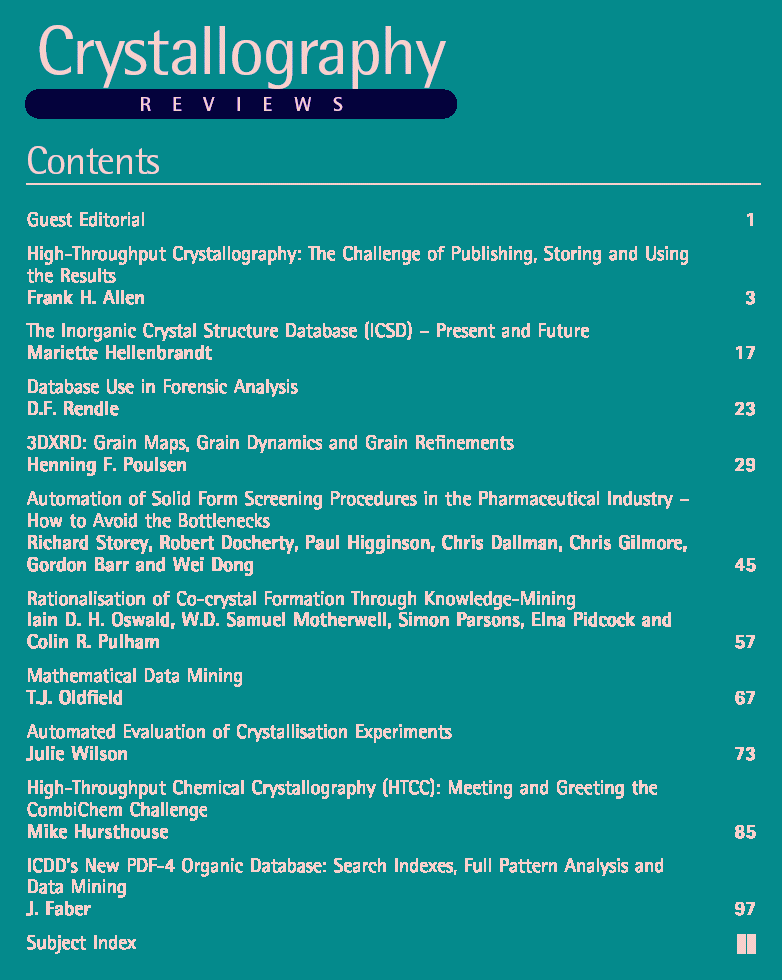 Crystallography
REVIEWS
Contents
Guest Editorial 1
High-Throughput Crystallography: The Challenge of Publishing, Storing and Using
the Results
Frank H. Allen 3
The Inorganic Crystal Structure Database (ICSD) – Present and Future
Mariette Hellenbrandt 17
Database Use in Forensic Analysis
D.F. Rendle 23
3DXRD: Grain Maps, Grain Dynamics and Grain Refinements
Henning F. Poulsen 29
Automation of Solid Form Screening Procedures in the Pharmaceutical Industry –
How to Avoid the Bottlenecks
Richard Storey, Robert Docherty, Paul Higginson, Chris Dallman, Chris Gilmore,
Gordon Barr and Wei Dong 45
Rationalisation of Co-crystal Formation Through Knowledge-Mining
Iain D. H. Oswald, W.D. Samuel Motherwell, Simon Parsons, Elna Pidcock and
Colin R. Pulham 57
Mathematical Data Mining
T.J. Oldfield 67
Automated Evaluation of Crystallisation Experiments
Julie Wilson 73
High-Throughput Chemical Crystallography (HTCC): Meeting and Greeting the
CombiChem Challenge
Mike Hursthouse 85
ICDD's New PDF-4 Organic Database: Search Indexes, Full Pattern Analysis and
Data Mining
J. Faber 97
Subject Index